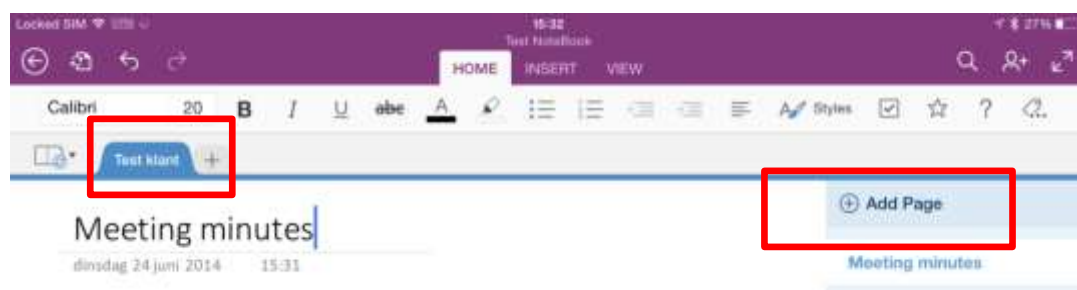 Locked SIM 15:32 27%
Test NoteBook
HOME INSERT VIEW
Calibri 20 B I U abc A Styles ?
Test klant +
Add Page
Meeting minutes
dinsdag 24 juni 2014 15:31
Meeting minutes